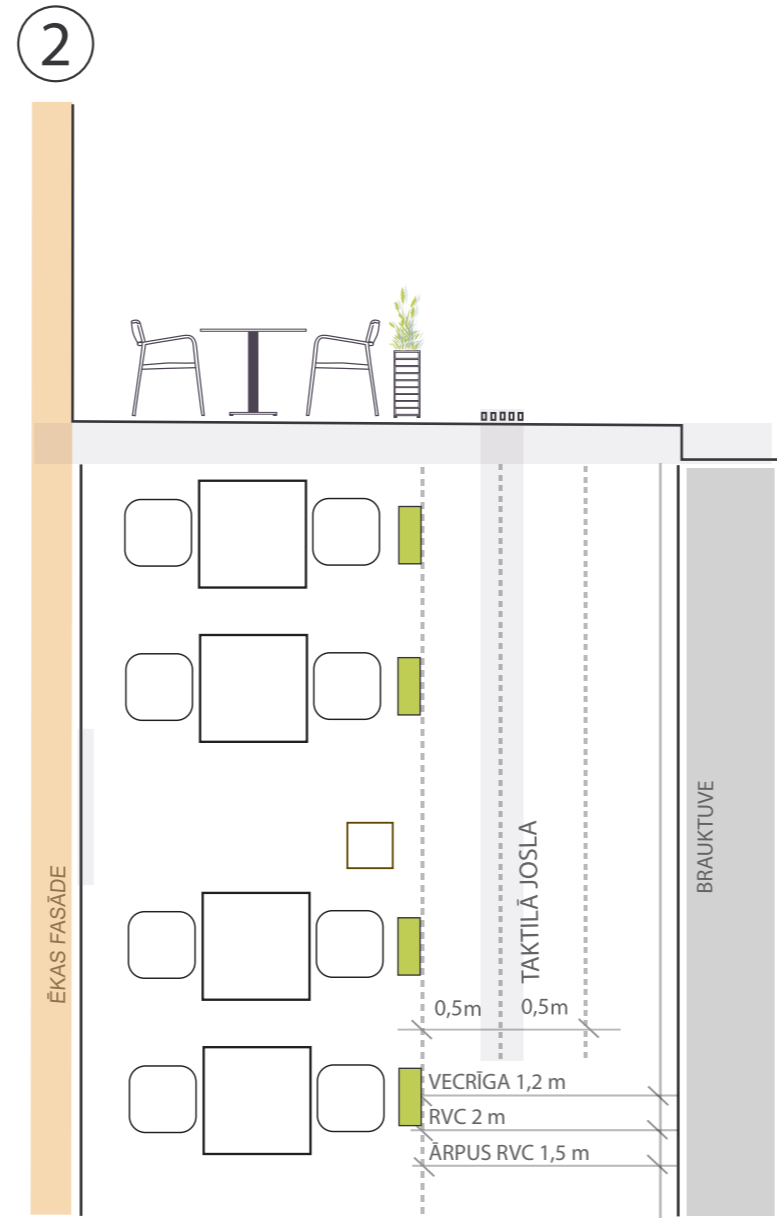 2
ĒKAS FASĀDE
TAKTILĀ JOSLA
BRAUKTUVE
0,5m 0,5m
VECRĪGA 1,2 m
RVC 2 m
ĀRPUS RVC 1,5 m